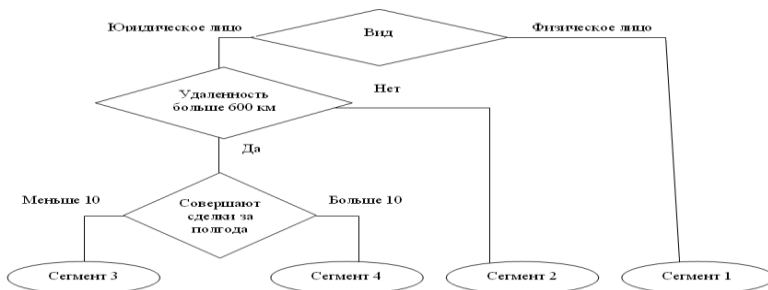 Юридическое лицо
Вид
Физическое лицо
Удаленность
больше 600 км
Нет
Да
Меньше 10
Совершают
сделки за
полгода
Больше 10
Сегмент 3
Сегмент 4
Сегмент 2
Сегмент 1